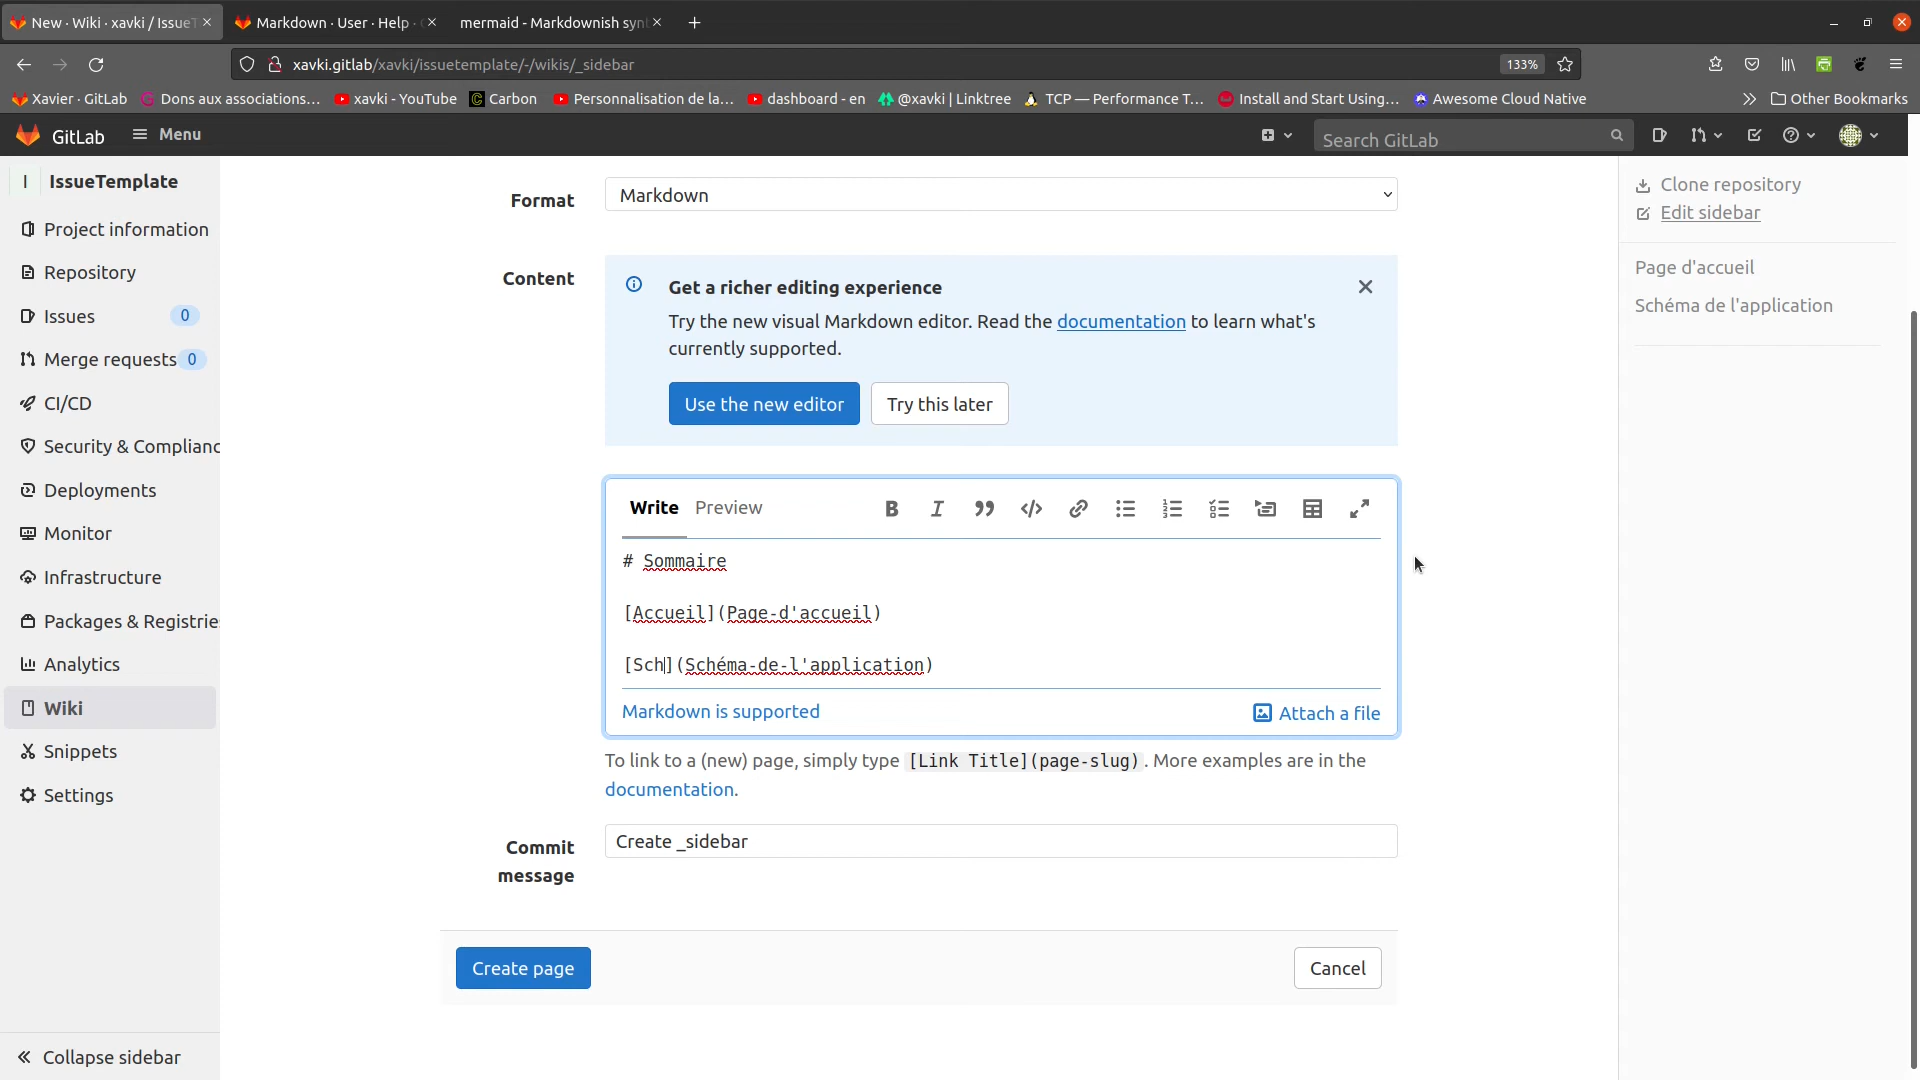 New · Wiki · xavki / Issue
Markdown · User · Help ·
mermaid - Markdownish syn
xavki.gitlab/xavki/issuetemplate/-/wikis/_sidebar
133%
Xavier · GitLab
Dons aux associations…
xavki - YouTube
Carbon
Personnalisation de la…
dashboard - en
@xavki | Linktree
TCP — Performance T…
Install and Start Using…
Awesome Cloud Native
Other Bookmarks
GitLab
Menu
Search GitLab
I IssueTemplate
Project information
Repository
Issues 0
Merge requests 0
CI/CD
Security & Complianc
Deployments
Monitor
Infrastructure
Packages & Registrie
Analytics
Wiki
Snippets
Settings
Collapse sidebar
Format
Markdown
Content
Get a richer editing experience
Try the new visual Markdown editor. Read the documentation to learn what's
currently supported.
Use the new editor
Try this later
Write
Preview
# Sommaire
[Accueil](Page-d'accueil)
[Sch](Schéma-de-l'application)
Markdown is supported
Attach a file
To link to a (new) page, simply type [Link Title](page-slug). More examples are in the
documentation.
Commit
message
Create _sidebar
Create page
Cancel
Clone repository
Edit sidebar
Page d'accueil
Schéma de l'application